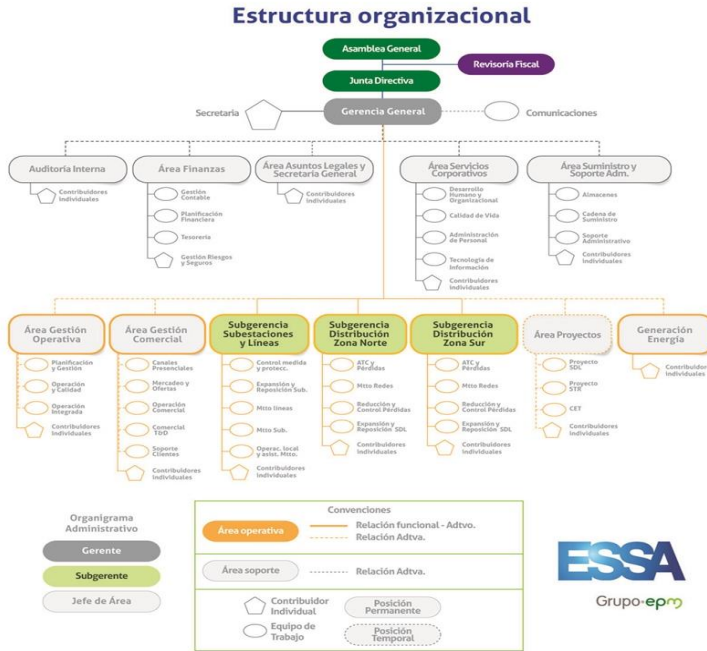 Estructura organizacional
Asamblea General
Revisoría Fiscal
Junta Directiva
Secretaria
Gerencia General
Comunicaciones
Auditoría Interna
Contribuidores
Individuales
Área Finanzas
Gestión
Contable
Planificación
Financiera
Tesorería
Gestión Riesgos
y Seguros
Área Asuntos Legales y
Secretaría General
Contribuidores
Individuales
Área Servicios
Corporativos
Desarrollo
Humano y
Organizacional
Calidad de Vida
Administración
de Personal
Tecnología de
Información
Contribuidores
Individuales
Área Suministro y
Soporte Adm.
Almacenes
Cadena de
Suministro
Soporte
Administrativo
Contribuidores
Individuales
Área Gestión
Operativa
Planificación
y Gestión
Operación
y Calidad
Operación
Integrada
Contribuidores
Individuales
Área Gestión
Comercial
Canales
Presenciales
Mercadeo y
Ofertas
Operación
Comercial
Comercial
T&D
Soporte
Clientes
Contribuidores
Individuales
Subgerencia
Subestaciones
y Líneas
Control medida
y protecc.
Expansión y
Reposición Sub.
Mtto líneas
Mtto Sub.
Operac. local
y asist. Mtto.
Contribuidores
Individuales
Subgerencia
Distribución
Zona Norte
ATC y
Pérdidas
Mtto Redes
Reducción y
Control Pérdidas
Expansión y
Reposición SDL
Contribuidores
Individuales
Subgerencia
Distribución
Zona Sur
ATC y
Pérdidas
Mtto Redes
Reducción y
Control Pérdidas
Expansión y
Reposición SDL
Contribuidores
Individuales
Área Proyectos
Proyecto
SDL
Proyecto
STR
CET
Contribuidores
Individuales
Generación
Energía
Contribuidores
Individuales
Organigrama
Administrativo
Gerente
Subgerente
Jefe de Área
Convenciones
Área operativa
Relación funcional - Adtvo.
Relación Adtva.
Área soporte
Relación Adtva.
Contribuidor
Individual
Posición
Permanente
Equipo de
Trabajo
Posición
Temporal
ESSA
Grupo·epm